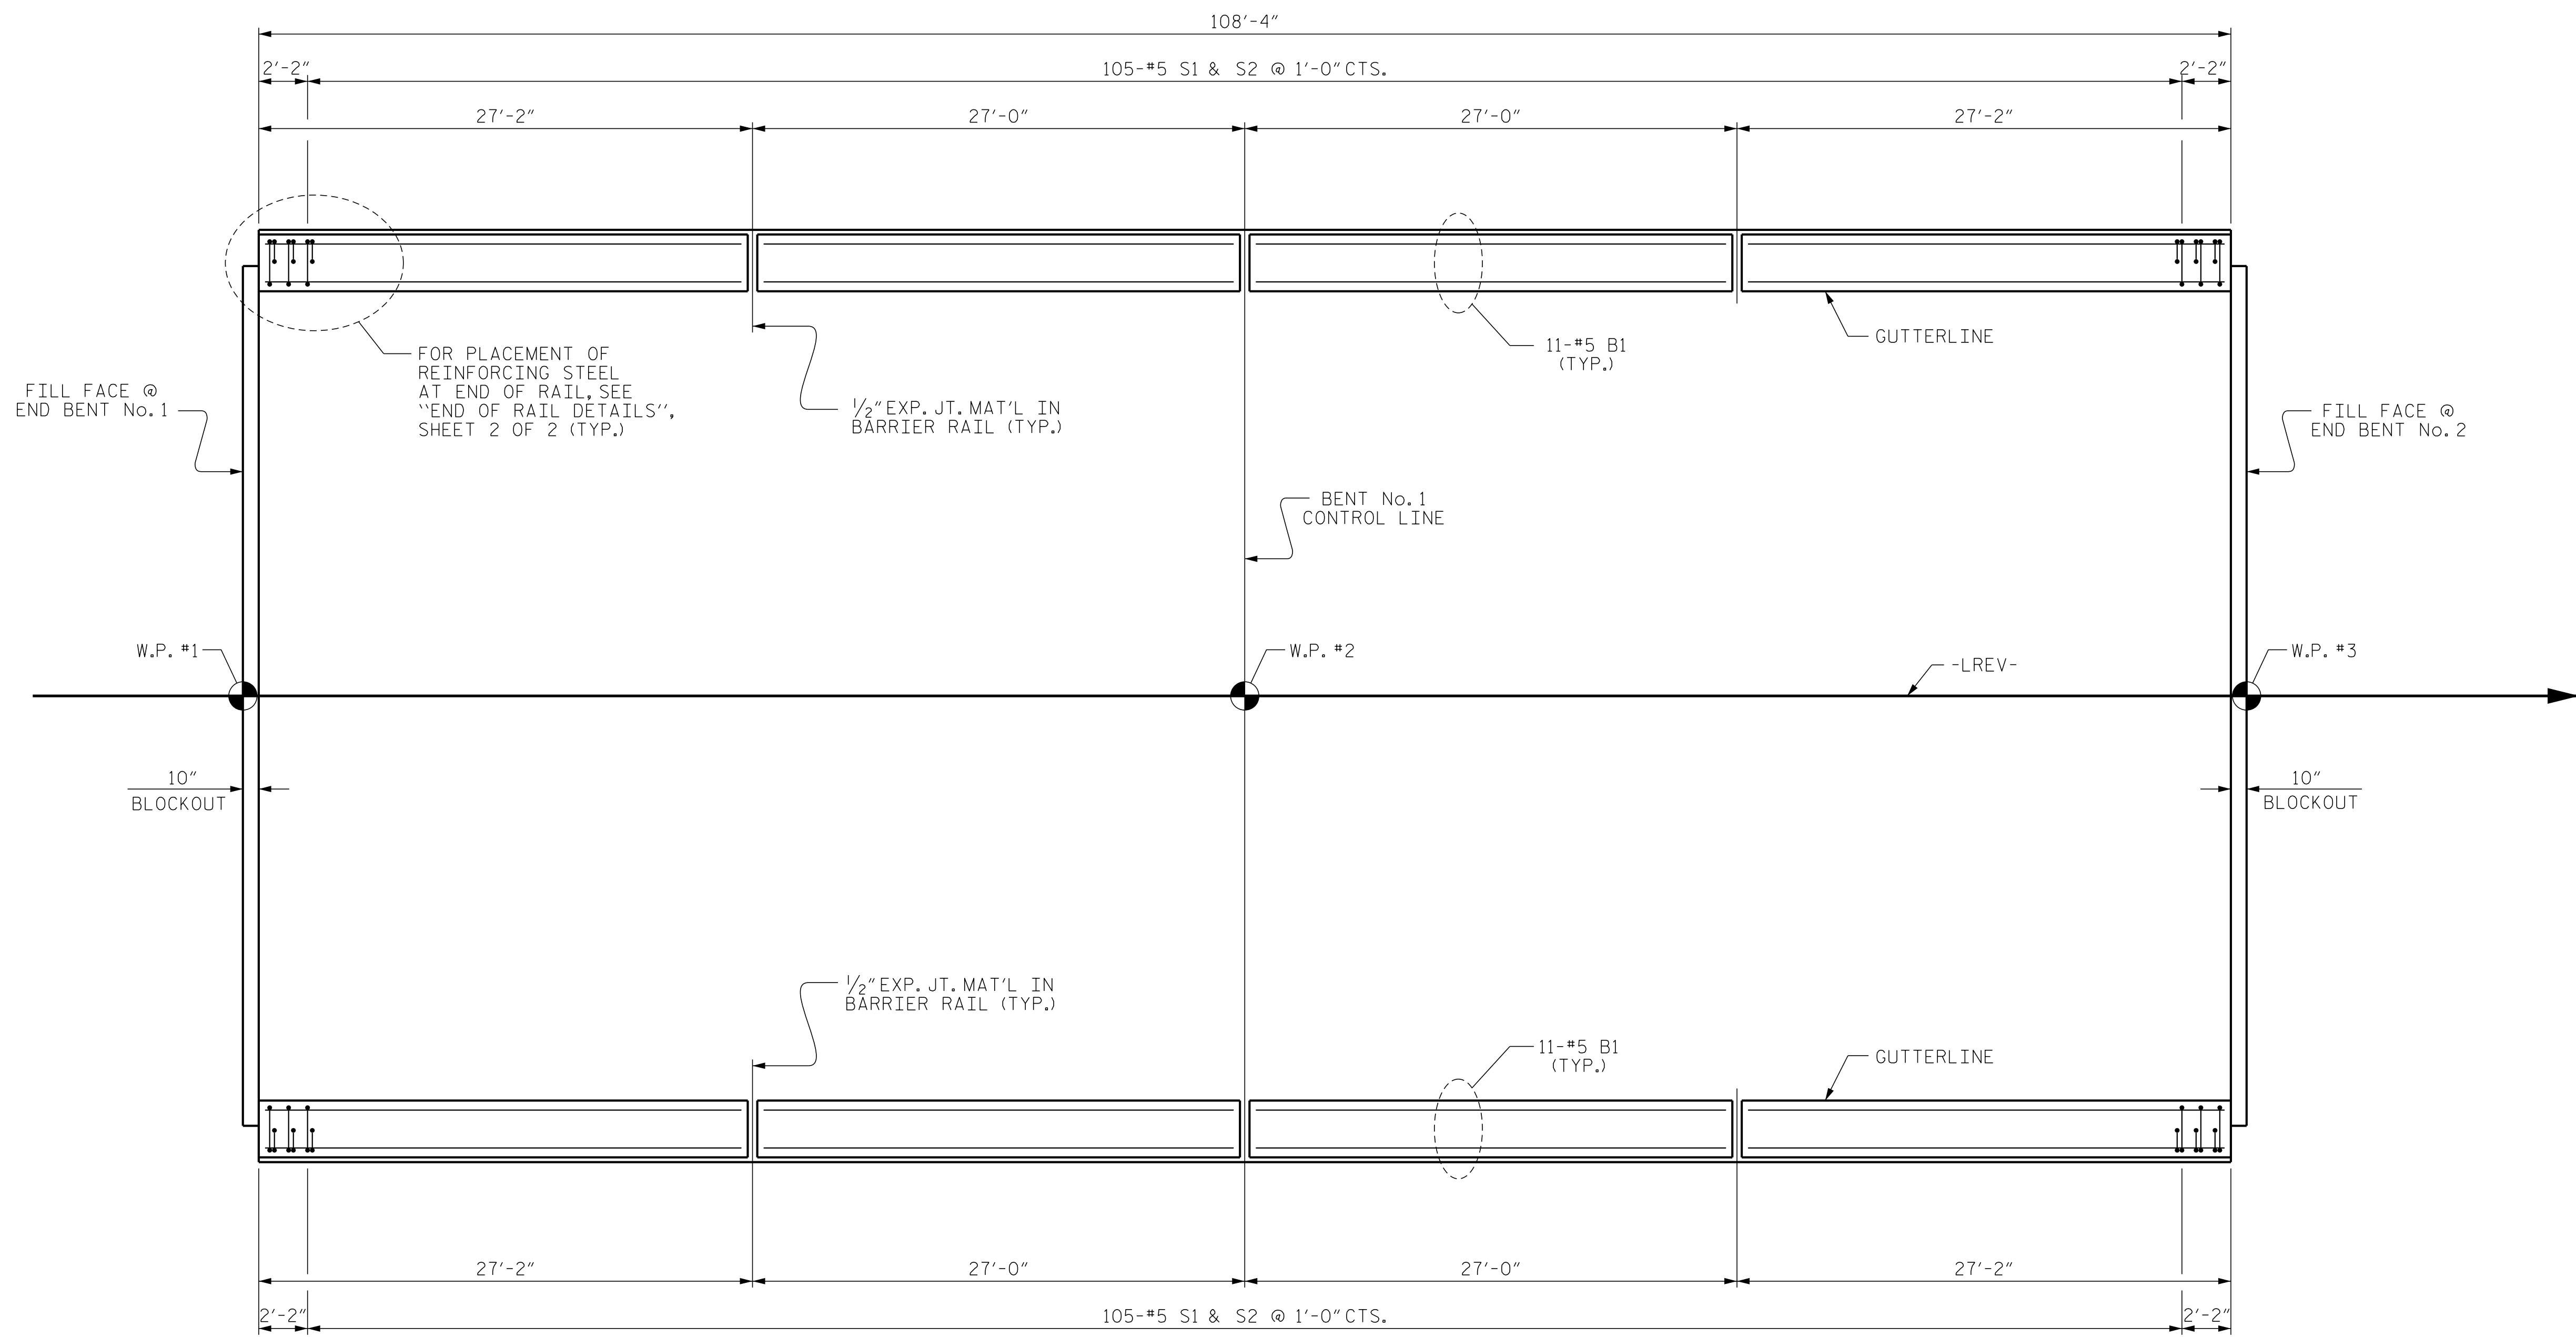 108'-4"
2'-2"
105-#5 S1 & S2 @ 1'-0" CTS.
2'-2"
27'-2"
27'-0"
27'-0"
27'-2"
GUTTERLINE
11-#5 B1
(TYP.)
FOR PLACEMENT OF
REINFORCING STEEL
AT END OF RAIL, SEE
"END OF RAIL DETAILS",
SHEET 2 OF 2 (TYP.)
FILL FACE @
END BENT No. 1
1/2" EXP. JT. MAT'L IN
BARRIER RAIL (TYP.)
FILL FACE @
END BENT No. 2
BENT No. 1
CONTROL LINE
W.P. #1
W.P. #2
-LREV-
W.P. #3
10"
BLOCKOUT
10"
BLOCKOUT
1/2" EXP. JT. MAT'L IN
BARRIER RAIL (TYP.)
11-#5 B1
(TYP.)
GUTTERLINE
27'-2"
27'-0"
27'-0"
27'-2"
2'-2"
105-#5 S1 & S2 @ 1'-0" CTS.
2'-2"